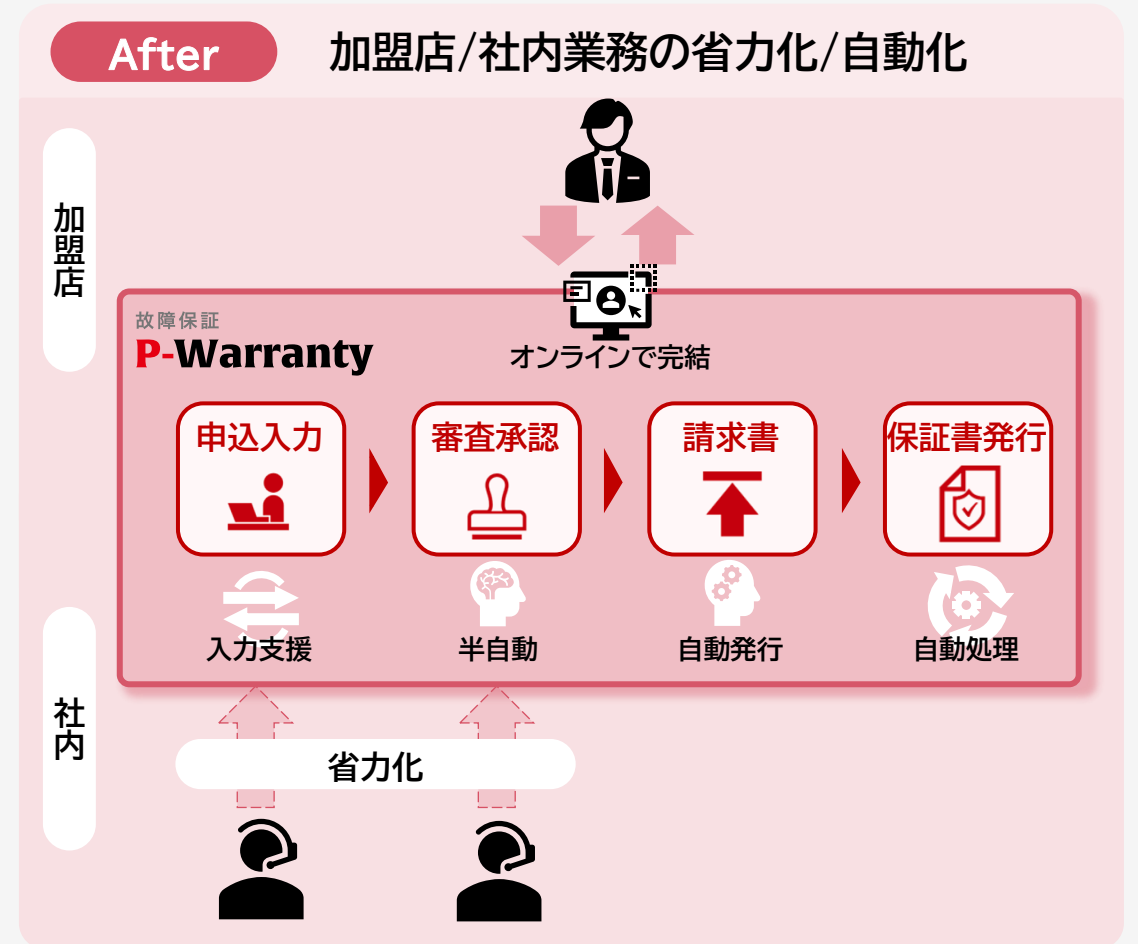 After
加盟店/社内業務の省力化/自動化
加盟店
故障保証
P-Warranty
オンラインで完結
申込入力
審査承認
請求書
保証書発行
入力支援
半自動
自動発行
自動処理
社内
省力化